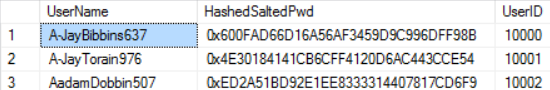 UserName HashedSaltedPwd UserID
1 A-JayBibbins637 0x600FAD66D16A56AF3459D9C996DFF98B 10000
2 A-JayTorain976 0x4E30184141CB6CFF4120D6AC443CCE54 10001
3 AadamDobbin507 0xED2A51BD92E1EE8333314407817CD6F9 10002